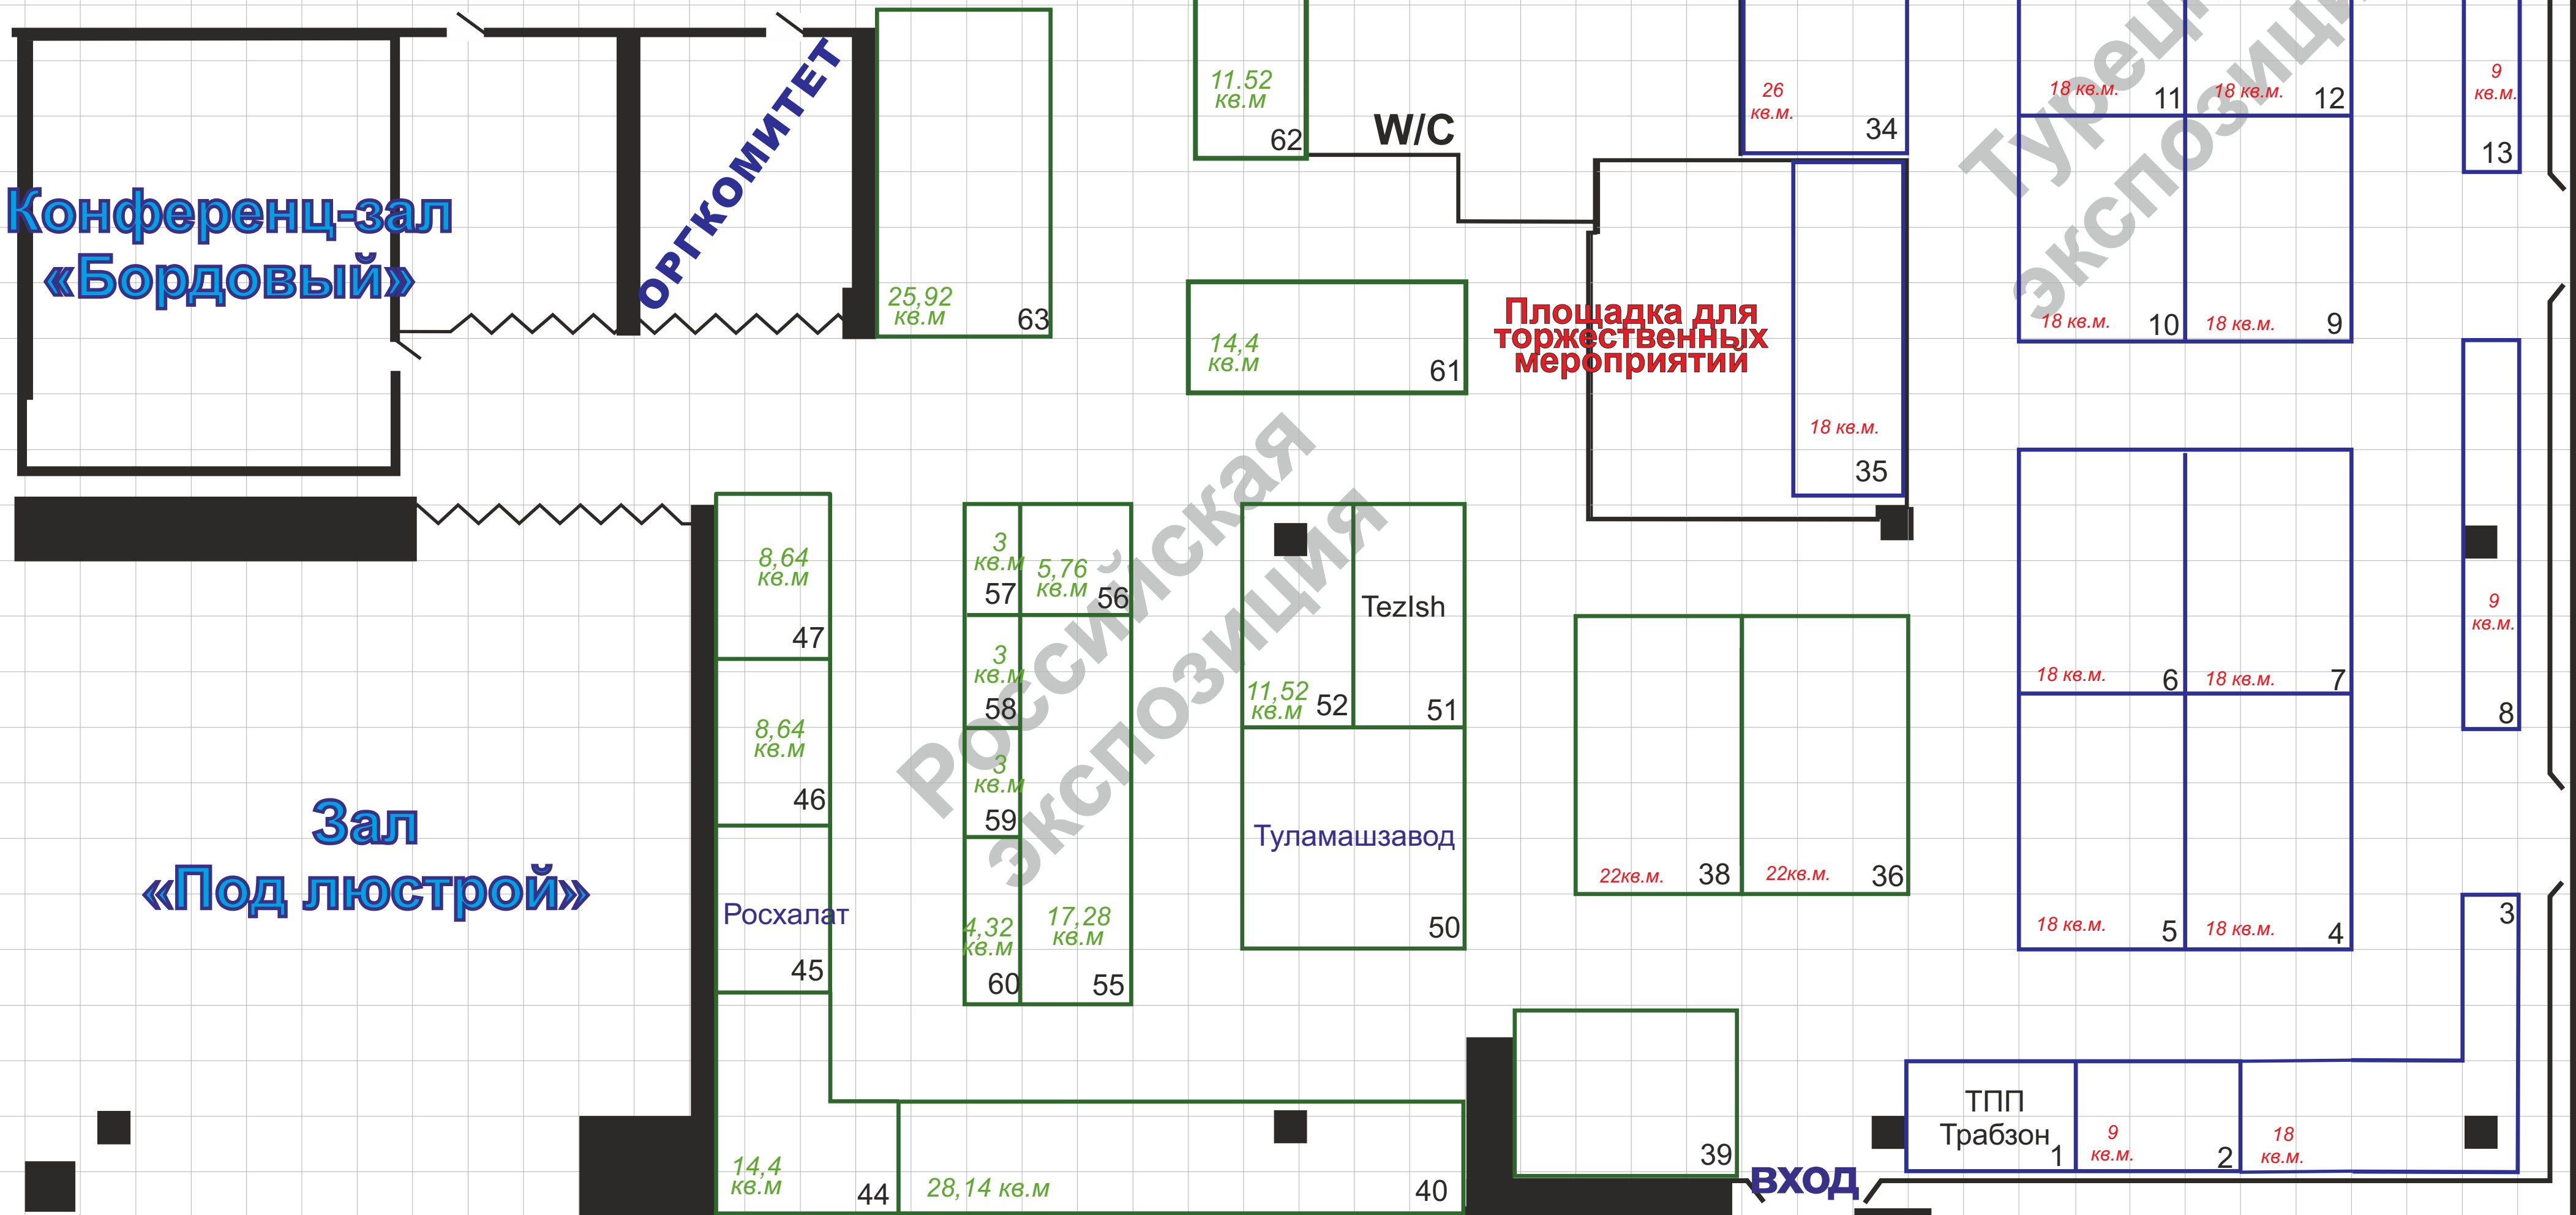 Конференц-зал
«Бордовый»
ОРГКОМИТЕТ
25,92
кв.м
63
11.52
кв.м
62
W/C
26
кв.м.
34
18 кв.м.
11
18 кв.м.
12
9
кв.м.
13
Турец
экспозици
18 кв.м.
10
18 кв.м.
9
14,4
кв.м
61
Площадка для
торжественных
мероприятий
18 кв.м.
35
Российская
экспозиция
8,64
кв.м
47
3
кв.м
57
5,76
кв.м
56
TezIsh
11,52
кв.м
52
51
3
кв.м
58
8,64
кв.м
46
3
кв.м
59
Туламашзавод
50
22кв.м.
38
22кв.м.
36
18 кв.м.
6
18 кв.м.
7
9
кв.м.
8
18 кв.м.
5
18 кв.м.
4
3
Зал
«Под люстрой»
Росхалат
45
4,32
кв.м
60
17,28
кв.м
55
14,4
кв.м
44
28,14 кв.м
40
39
ВХОД
ТПП
Трабзон
1
9
кв.м.
2
18
кв.м.